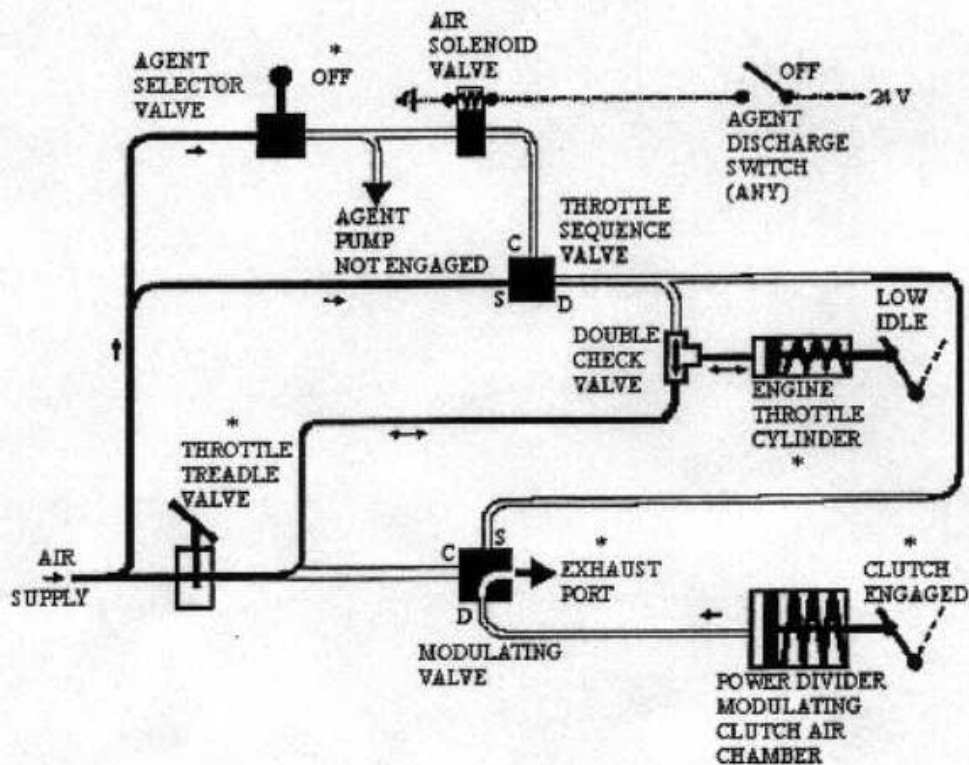 AIR
SOLENOID
VALVE
AGENT
SELECTOR
VALVE
*
OFF
OFF
24 V
AGENT
DISCHARGE
SWITCH
(ANY)
AGENT
PUMP
NOT ENGAGED
THROTTLE
SEQUENCE
VALVE
C
S
D
LOW
IDLE
DOUBLE
CHECK
VALVE
ENGINE
THROTTLE
CYLINDER
*
*
THROTTLE
TREADLE
VALVE
AIR
SUPPLY
C
S
D
*
EXHAUST
PORT
*
CLUTCH
ENGAGED
MODULATING
VALVE
POWER DIVIDER
MODULATING
CLUTCH AIR
CHAMBER